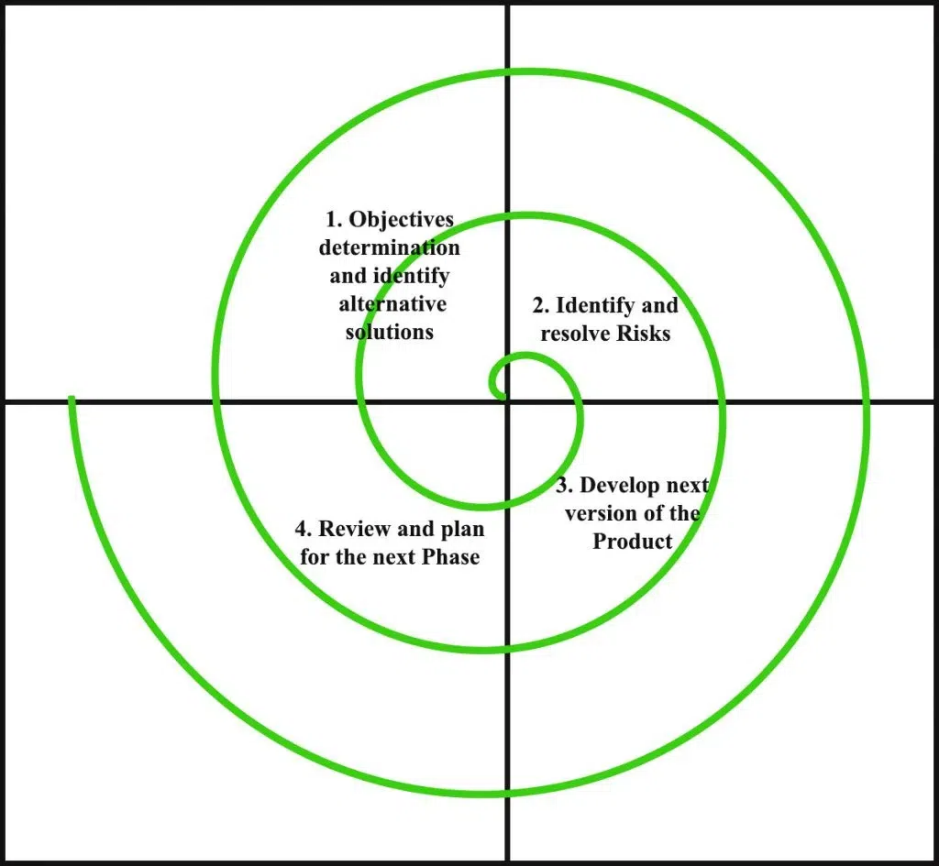 1. Objectives
determination
and identify
alternative
solutions
2. Identify and
resolve Risks
3. Develop next
version of the
Product
4. Review and plan
for the next Phase